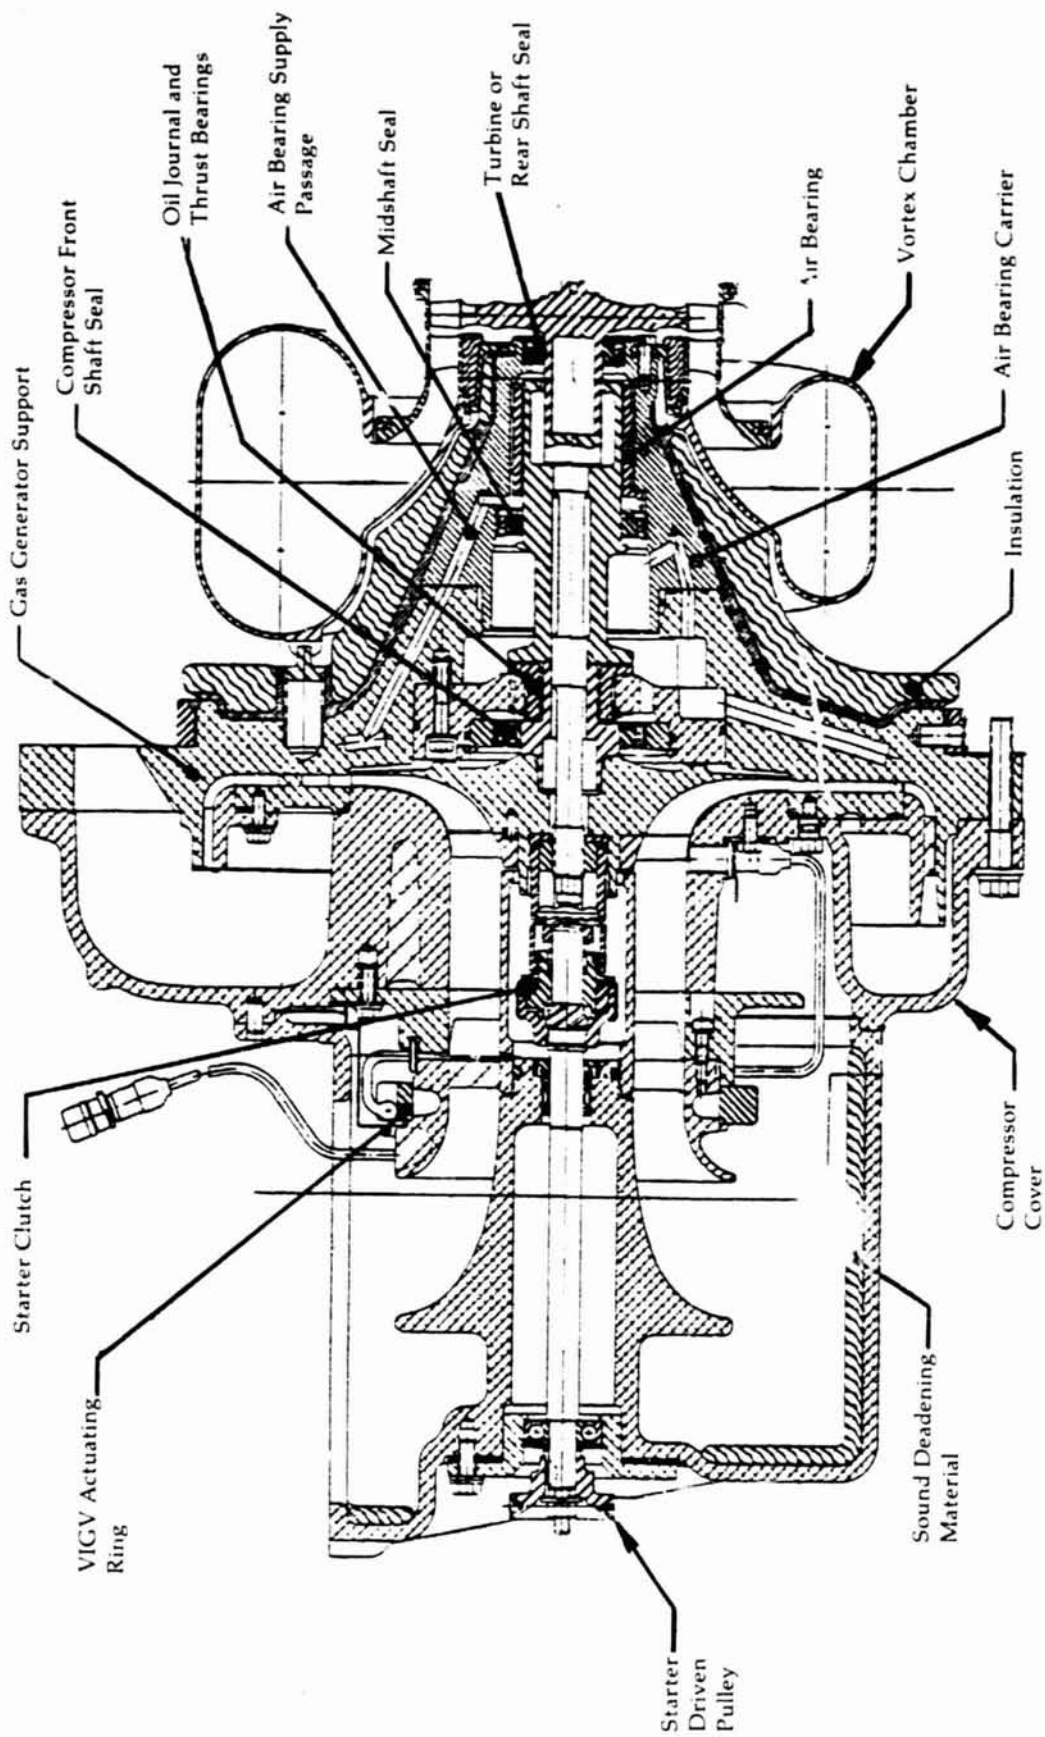 Starter Clutch
VIGV Actuating
Ring
Starter
Driven
Pulley
Sound Deadening
Material
Compressor
Cover
Gas Generator Support
Compressor Front
Shaft Seal
Oil Journal and
Thrust Bearings
Air Bearing Supply
Passage
Midshaft Seal
Turbine or
Rear Shaft Seal
Air Bearing
Vortex Chamber
Air Bearing Carrier
Insulation